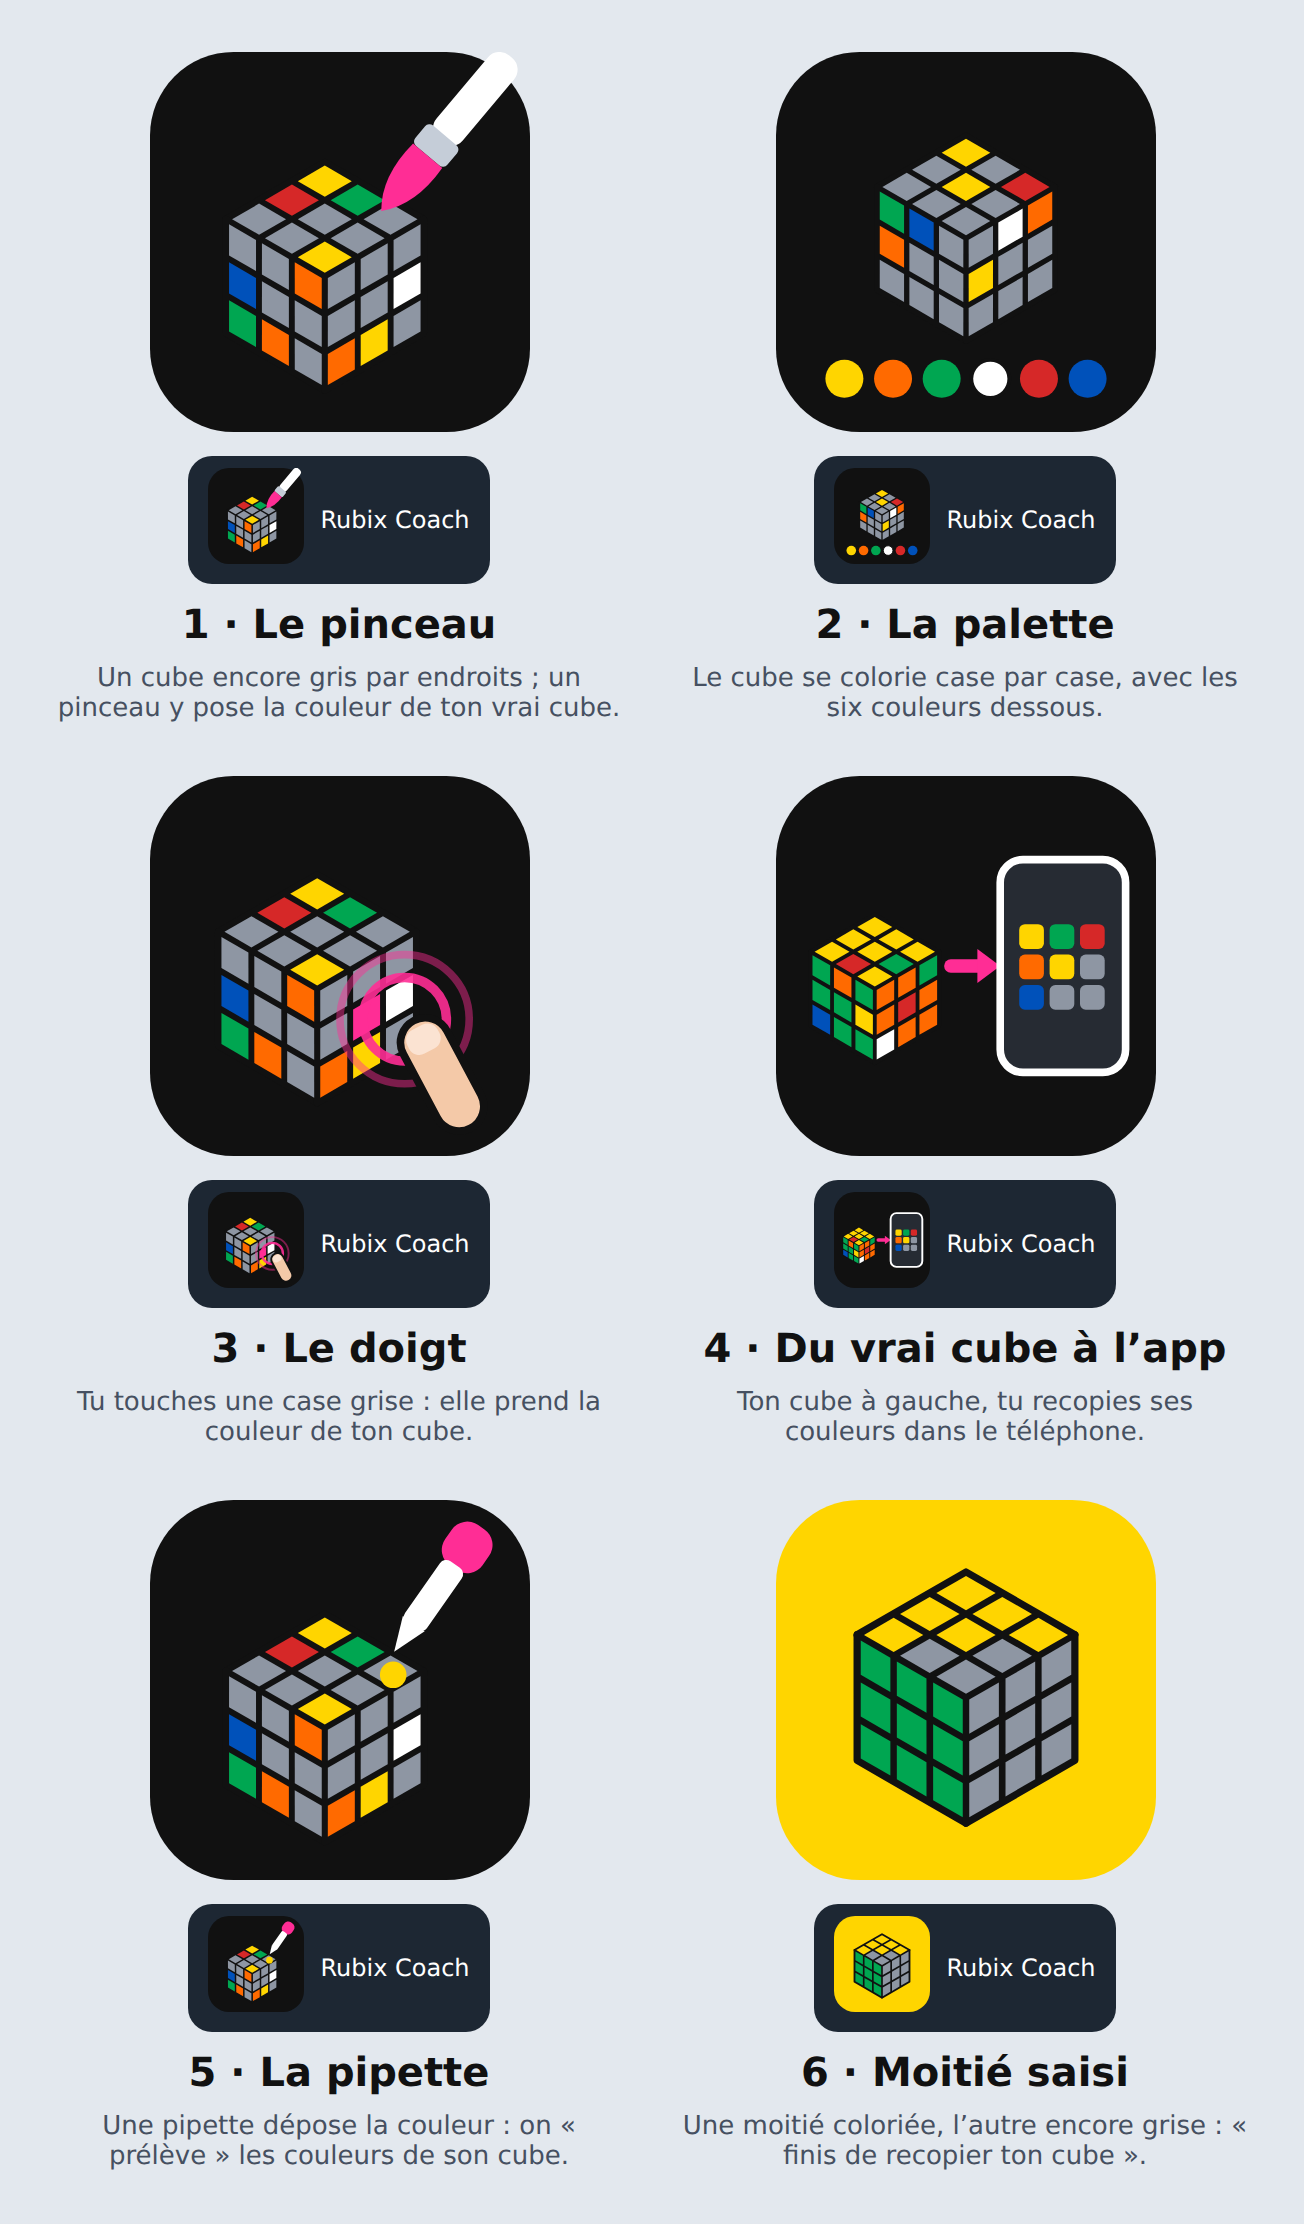 Rubix Coach
Rubix Coach
1 · Le pinceau
2 · La palette
Un cube encore gris par endroits ; un
pinceau y pose la couleur de ton vrai cube.
Le cube se colorie case par case, avec les
six couleurs dessous.
Rubix Coach
Rubix Coach
3 · Le doigt
4 · Du vrai cube à l’app
Tu touches une case grise : elle prend la
couleur de ton cube.
Ton cube à gauche, tu recopies ses
couleurs dans le téléphone.
Rubix Coach
Rubix Coach
5 · La pipette
6 · Moitié saisi
Une pipette dépose la couleur : on «
prélève » les couleurs de son cube.
Une moitié coloriée, l’autre encore grise : «
finis de recopier ton cube ».